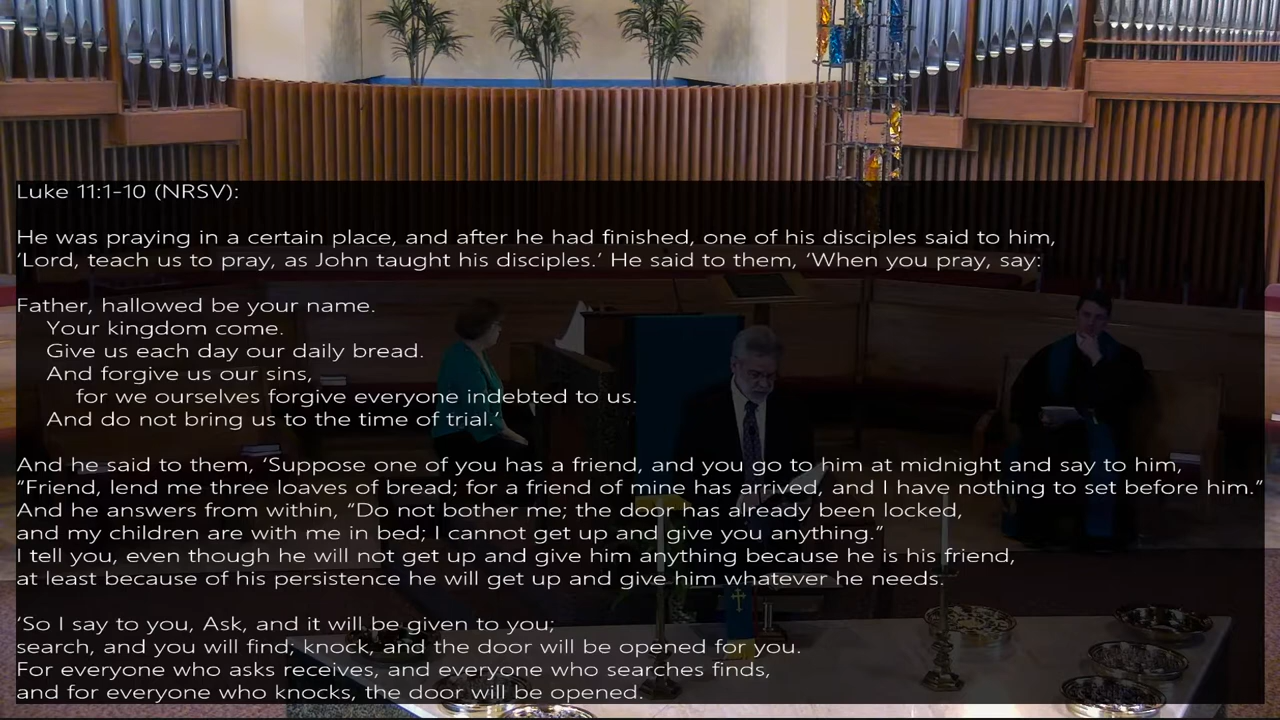 Luke 11:1-10 (NRSV):
He was praying in a certain place, and after he had finished, one of his disciples said to him,
‘Lord, teach us to pray, as John taught his disciples.’ He said to them, ‘When you pray, say:
Father, hallowed be your name.
Your kingdom come.
Give us each day our daily bread.
And forgive us our sins,
for we ourselves forgive everyone indebted to us.
And do not bring us to the time of trial.’
And he said to them, ‘Suppose one of you has a friend, and you go to him at midnight and say to him,
“Friend, lend me three loaves of bread; for a friend of mine has arrived, and I have nothing to set before him.”
And he answers from within, “Do not bother me; the door has already been locked,
and my children are with me in bed; I cannot get up and give you anything.”
I tell you, even though he will not get up and give him anything because he is his friend,
at least because of his persistence he will get up and give him whatever he needs.
‘So I say to you, Ask, and it will be given to you;
search, and you will find; knock, and the door will be opened for you.
For everyone who asks receives, and everyone who searches finds,
and for everyone who knocks, the door will be opened.